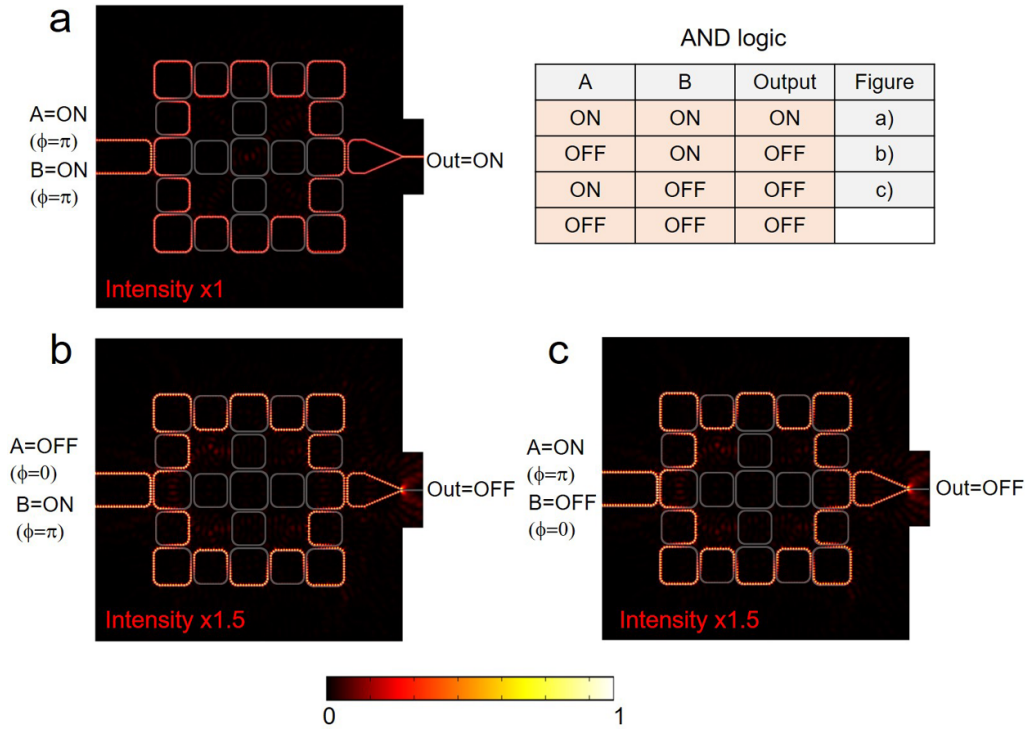 a
A=ON
(ϕ=π)
B=ON
(ϕ=π)
Out=ON
Intensity x1
AND logic
A B Output Figure
ON ON ON a)
OFF ON OFF b)
ON OFF OFF c)
OFF OFF OFF
b
A=OFF
(ϕ=0)
B=ON
(ϕ=π)
Out=OFF
Intensity x1.5
c
A=ON
(ϕ=π)
B=OFF
(ϕ=0)
Out=OFF
Intensity x1.5
0 1